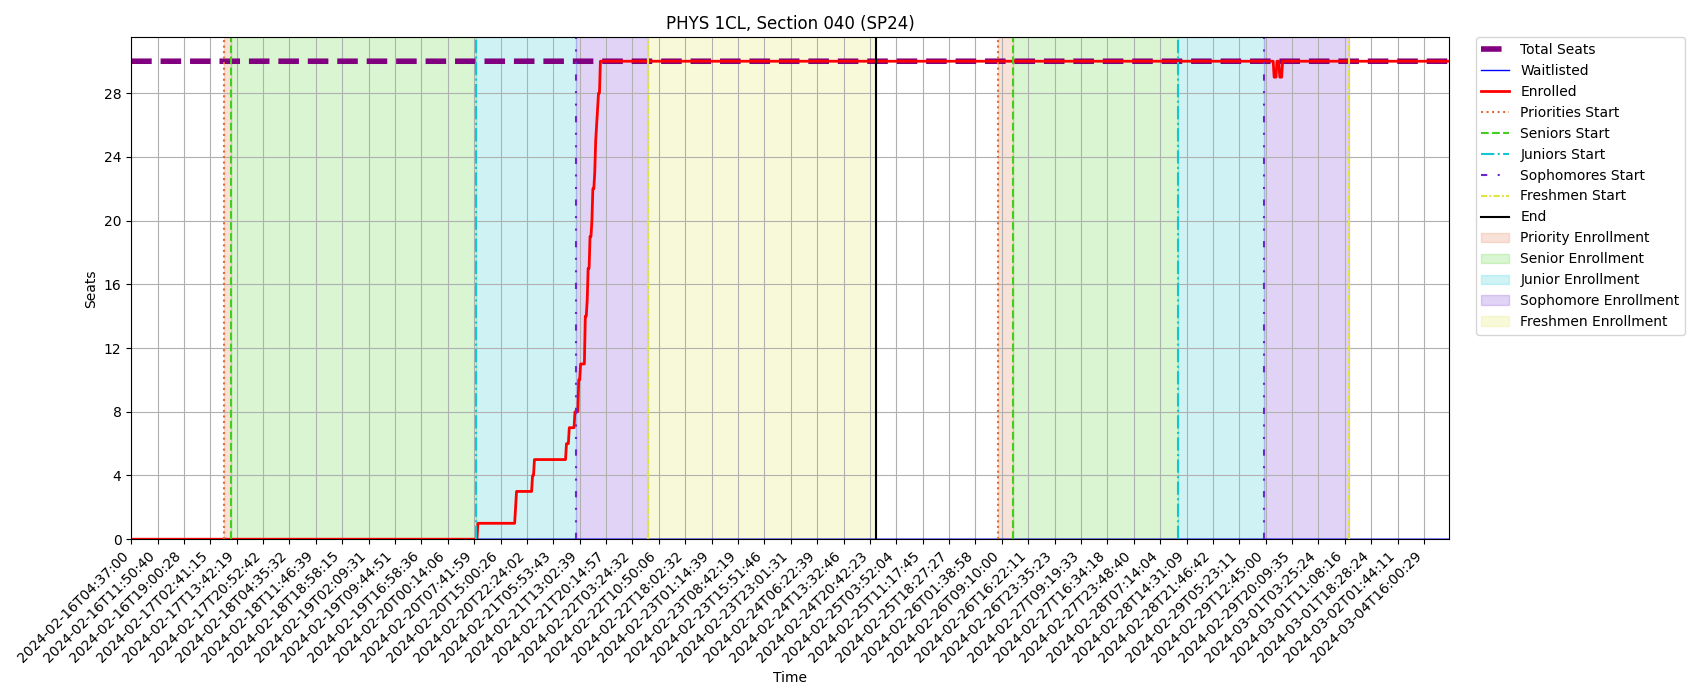 PHYS 1CL, Section 040 (SP24)
Total Seats
Waitlisted
Enrolled
Priorities Start
Seniors Start
Juniors Start
Sophomores Start
Freshmen Start
End
Priority Enrollment
Senior Enrollment
Junior Enrollment
Sophomore Enrollment
Freshmen Enrollment
Seats
28
24
20
16
12
8
4
0
2024-02-16T04:37:00
2024-02-16T11:50:40
2024-02-16T19:00:28
2024-02-17T02:41:15
2024-02-17T13:42:19
2024-02-17T20:52:42
2024-02-18T04:35:32
2024-02-18T11:46:39
2024-02-18T18:58:15
2024-02-19T02:09:31
2024-02-19T09:44:51
2024-02-19T16:58:36
2024-02-20T00:14:06
2024-02-20T07:41:59
2024-02-20T15:00:26
2024-02-20T22:24:02
2024-02-21T05:53:43
2024-02-21T13:02:39
2024-02-21T20:14:57
2024-02-22T03:24:32
2024-02-22T10:50:06
2024-02-22T18:02:32
2024-02-23T01:14:39
2024-02-23T08:42:19
2024-02-23T15:51:46
2024-02-23T23:01:31
2024-02-24T06:22:39
2024-02-24T13:32:46
2024-02-24T20:42:23
2024-02-25T03:52:04
2024-02-25T11:17:45
2024-02-25T18:27:27
2024-02-26T01:38:58
2024-02-26T09:10:00
2024-02-26T16:22:11
2024-02-26T23:35:23
2024-02-27T09:19:33
2024-02-27T16:34:18
2024-02-27T23:48:40
2024-02-28T07:14:04
2024-02-28T14:31:09
2024-02-28T21:46:42
2024-02-29T05:23:11
2024-02-29T12:45:00
2024-02-29T20:09:35
2024-03-01T03:25:24
2024-03-01T11:08:16
2024-03-01T18:28:24
2024-03-02T01:44:11
2024-03-04T16:00:29
Time